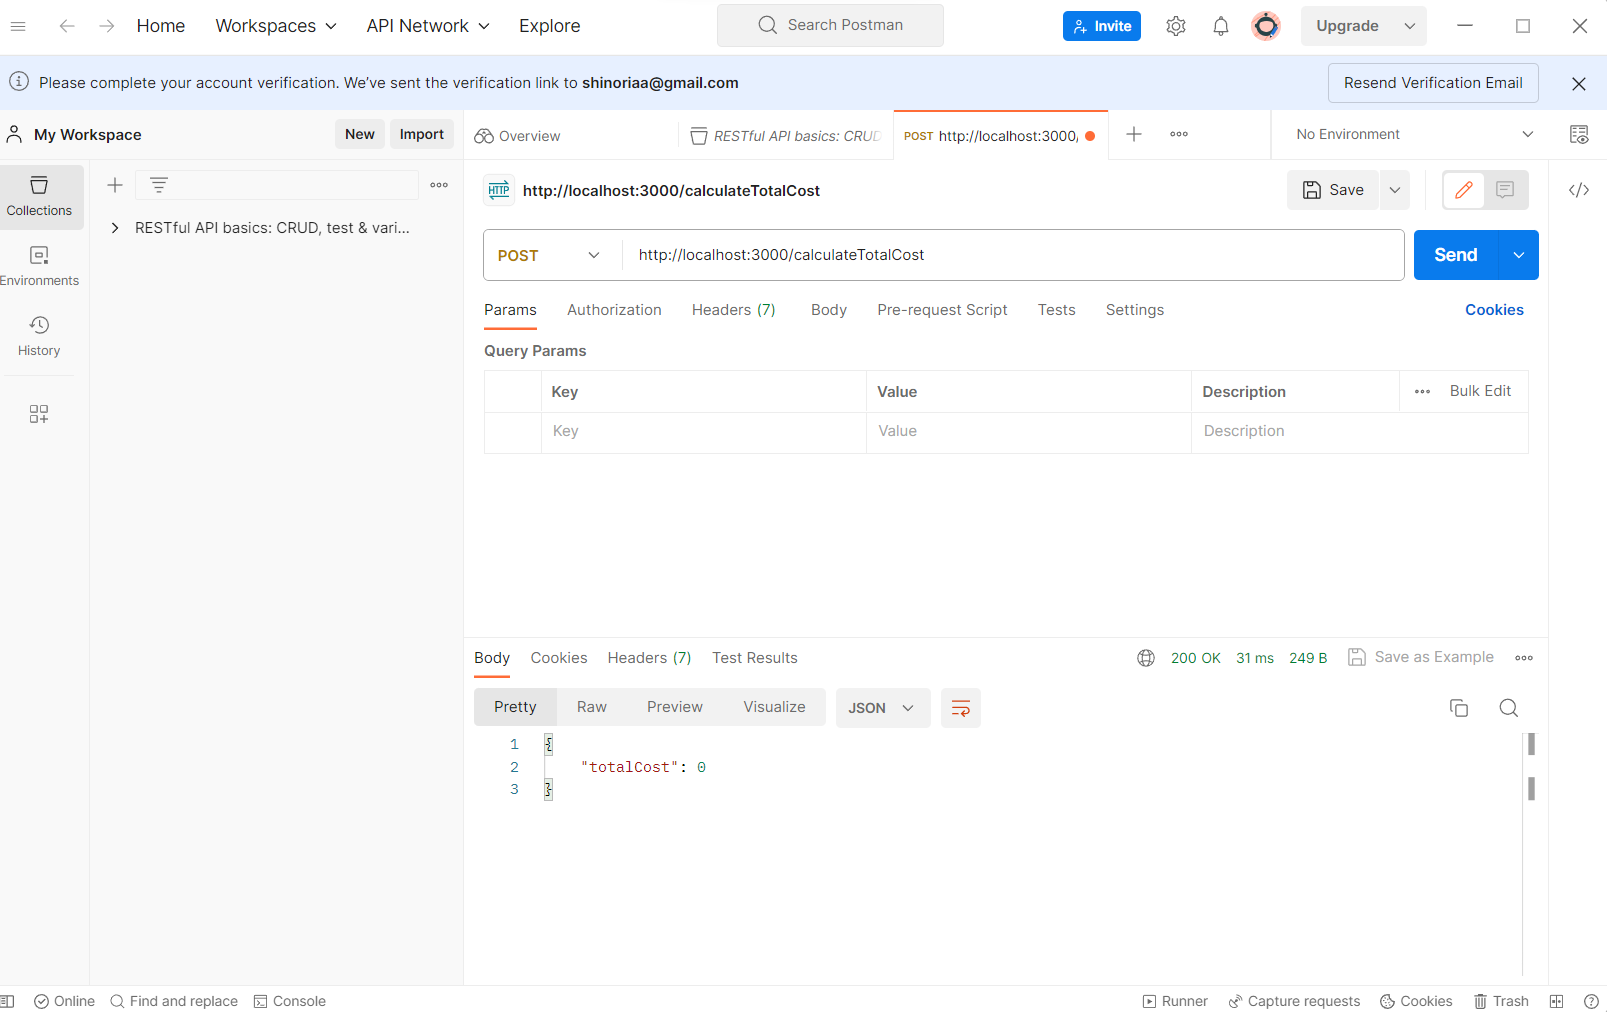 Home Workspaces API Network Explore Search Postman Invite Upgrade
Please complete your account verification. We've sent the verification link to shinoriaa@gmail.com Resend Verification Email
My Workspace New Import Overview RESTful API basics: CRUD POST http://localhost:3000/ No Environment
Collections
RESTful API basics: CRUD, test & vari...
Environments
History
HTTP http://localhost:3000/calculateTotalCost Save
POST http://localhost:3000/calculateTotalCost Send
Params Authorization Headers (7) Body Pre-request Script Tests Settings Cookies
Query Params
Key Value Description Bulk Edit
Key Value Description
Body Cookies Headers (7) Test Results 200 OK 31 ms 249 B Save as Example
Pretty Raw Preview Visualize JSON
1 {
2 "totalCost": 0
3 }
Online Find and replace Console Runner Capture requests Cookies Trash